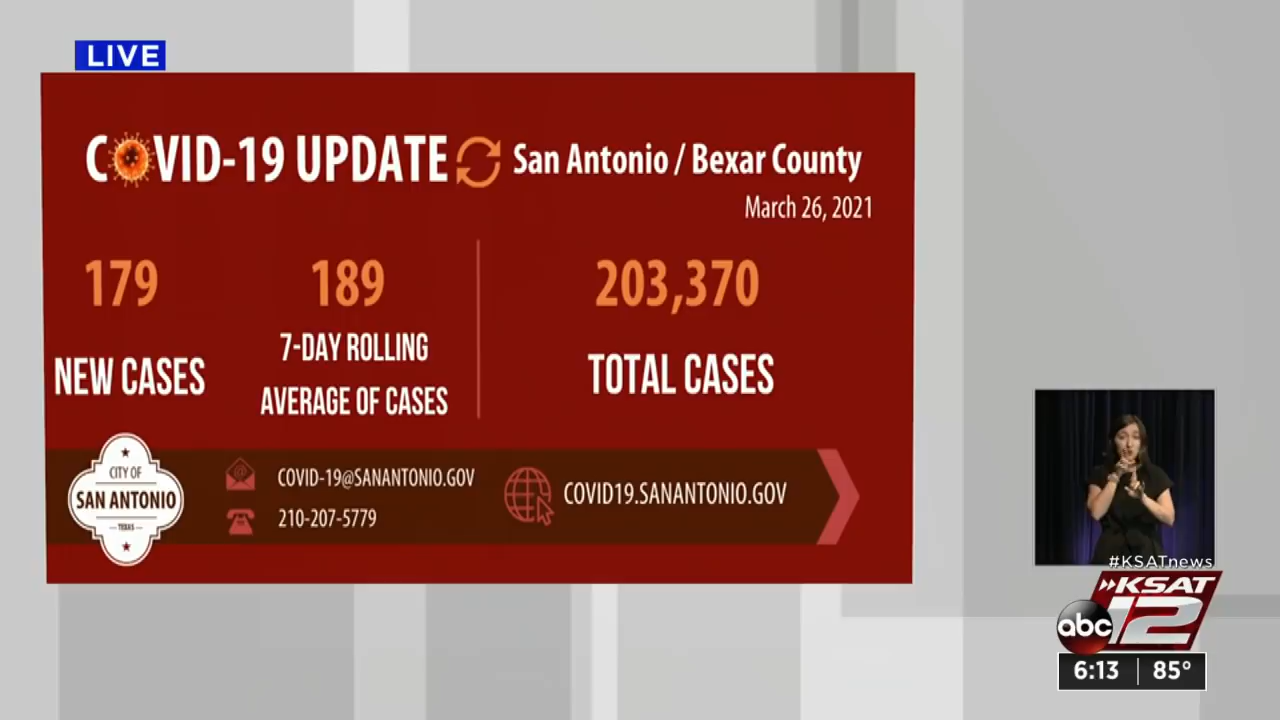 LIVE
COVID-19 UPDATE
San Antonio / Bexar County
March 26, 2021
179
NEW CASES
189
7-DAY ROLLING
AVERAGE OF CASES
203,370
TOTAL CASES
CITY OF
SAN ANTONIO
TEXAS
COVID-19@SANANTONIO.GOV
210-207-5779
COVID19.SANANTONIO.GOV
#KSATnews
KSAT
abc 12
6:13 85°